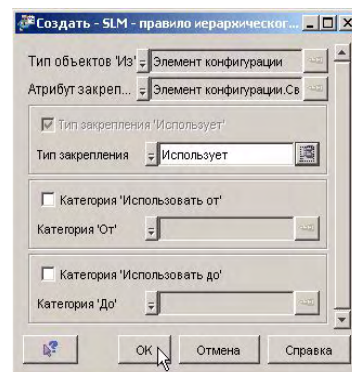 Создать - SLM - правило иерархическог...
Тип объектов 'Из' Элемент конфигурации
Атрибут закреп... Элемент конфигурации.Св
Тип закрепления 'Использует'
Тип закрепления Использует
Категория 'Использовать от'
Категория 'От'
Категория 'Использовать до'
Категория 'До'
ОК Отмена Справка